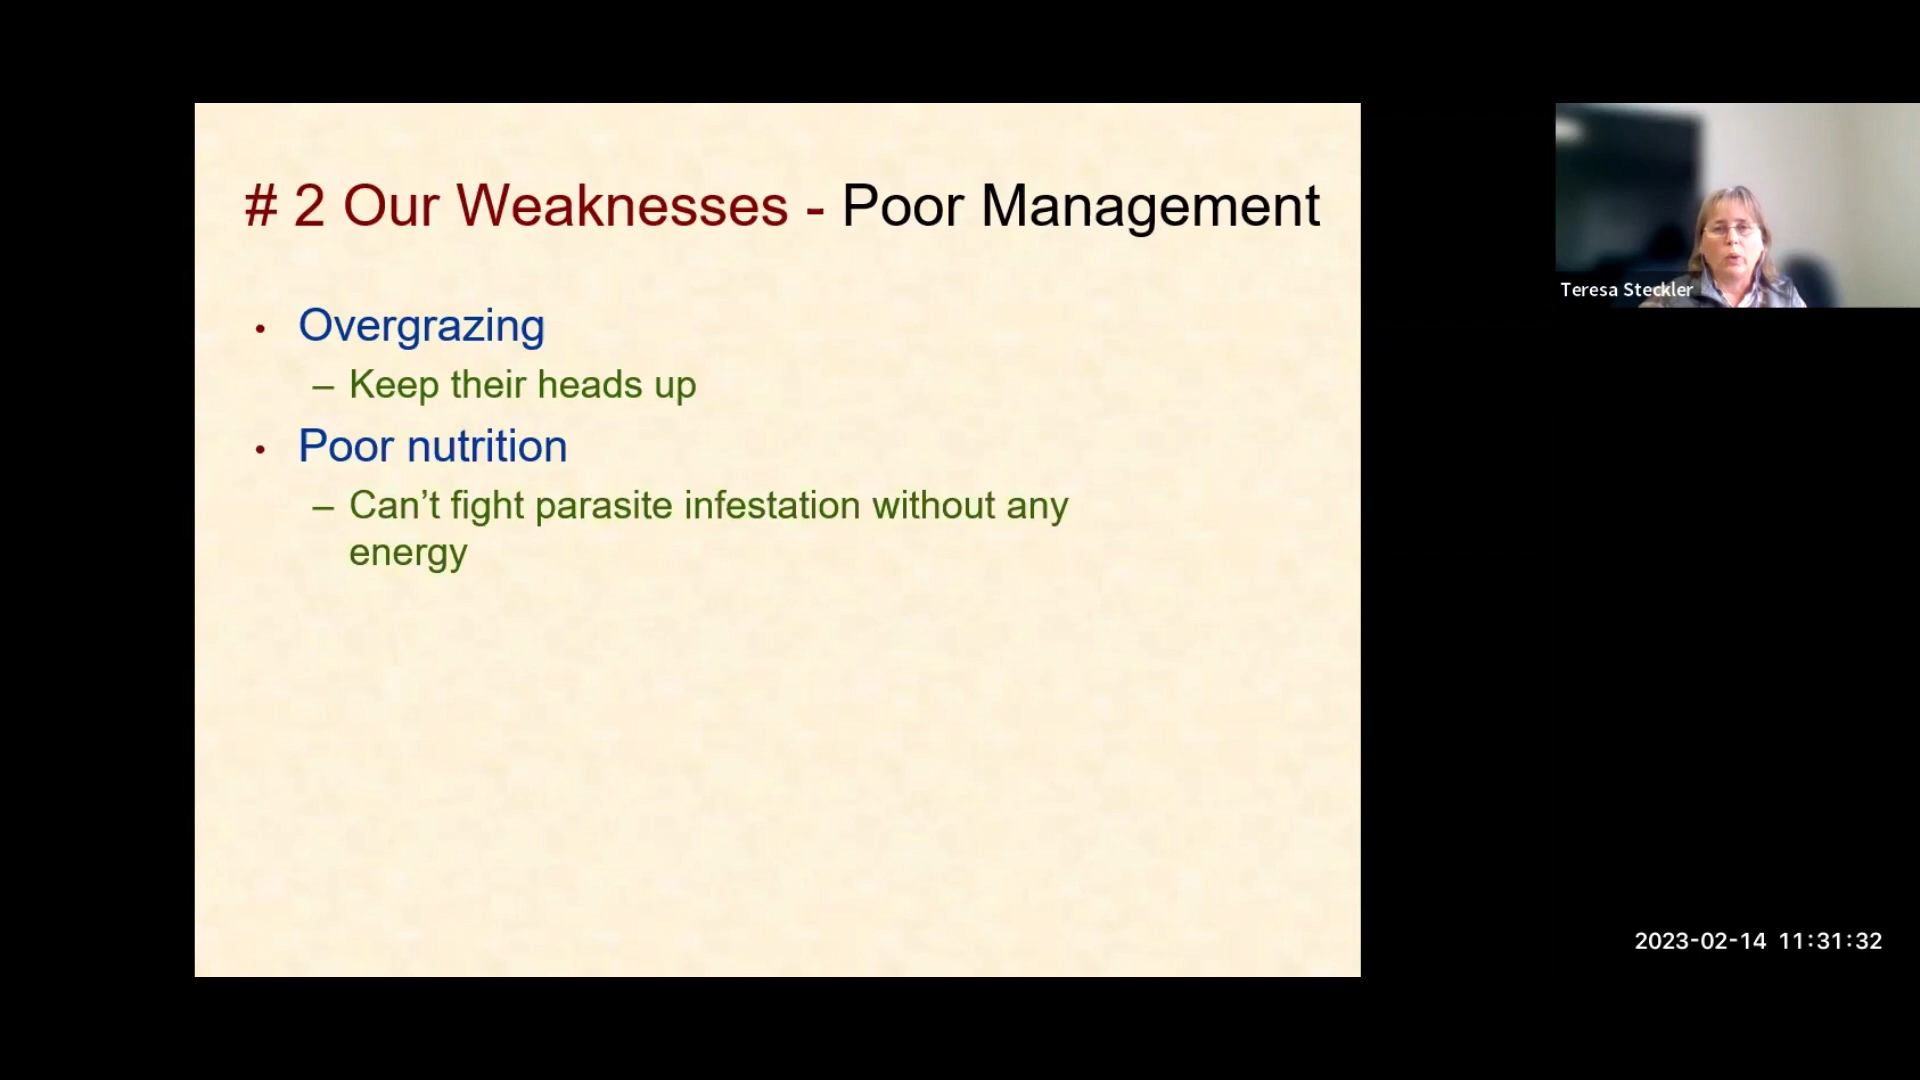 # 2 Our Weaknesses - Poor Management
• Overgrazing
– Keep their heads up
• Poor nutrition
– Can’t fight parasite infestation without any
energy
Teresa Steckler
2023-02-14 11:31:32